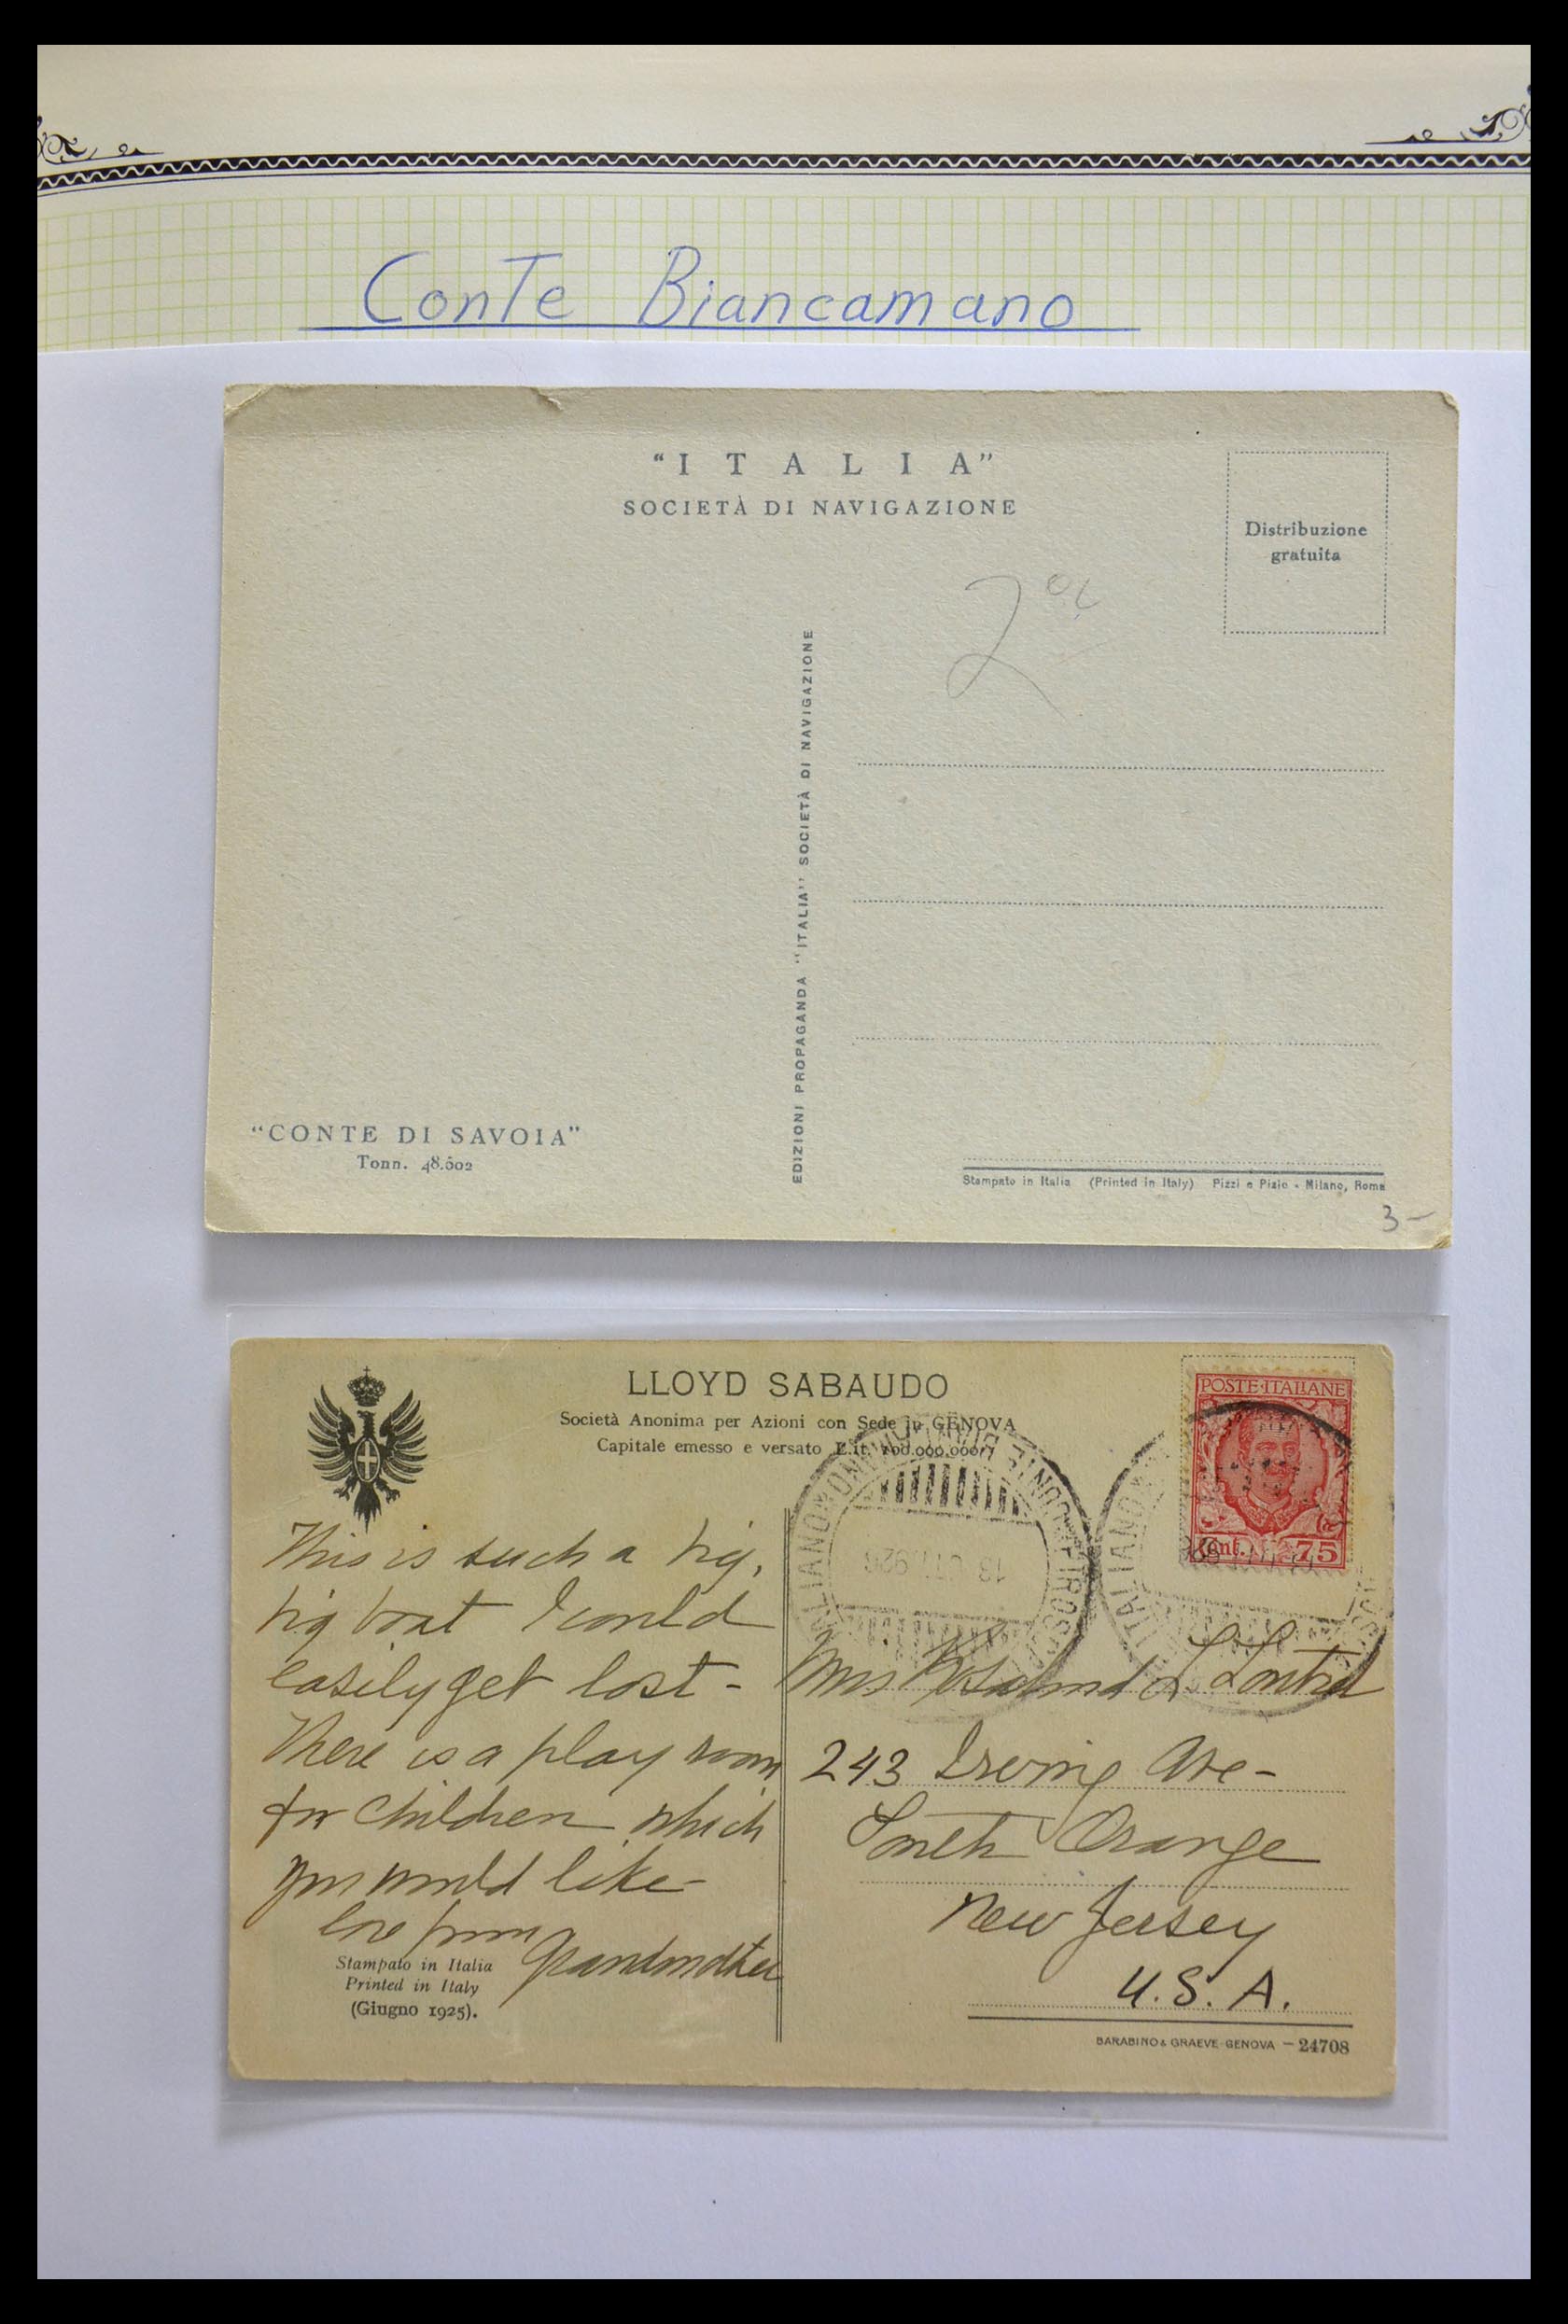 ConTe Biancamano
"ITALIA"
SOCIETÀ DI NAVIGAZIONE
Distribuzione
gratuita
EDIZIONI PROPAGANDA "ITALIA" SOCIETÀ DI NAVIGAZIONE
"CONTE DI SAVOIA"
Tonn. 48.502
Stampato in Italia (Printed in Italy) Pizzi e Pizio - Milano, Roma
3-
LLOYD SABAUDO
Società Anonima per Azioni con Sede in GENOVA
Capitale emesso e versato
POSTE·ITALIANE
Cent. 75
This is such a big,
big boat I could
easily get lost -
There is a play room
for children which
you would like -
love from
Grandmother
Stampato in Italia
Printed in Italy
(Giugno 1925).
Rosalind L
243 Irving Ave -
South Orange
New Jersey
U.S.A.
BARABINO & GRAEVE-GENOVA - 24708